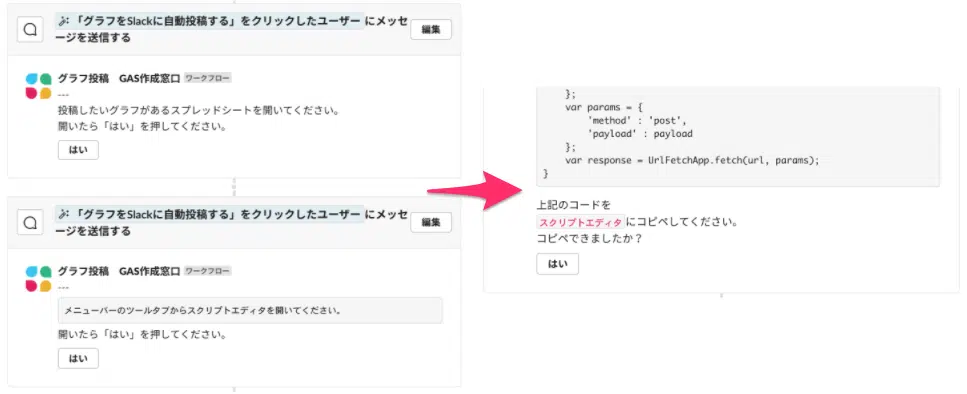 「グラフをSlackに自動投稿する」をクリックしたユーザー にメッセ
ージを送信する
編集
グラフ投稿 GAS作成窓口 ワークフロー
---
投稿したいグラフがあるスプレッドシートを開いてください。
開いたら「はい」を押してください。
はい
「グラフをSlackに自動投稿する」をクリックしたユーザー にメッセ
ージを送信する
編集
グラフ投稿 GAS作成窓口 ワークフロー
---
メニューバーのツールタブからスクリプトエディタを開いてください。
開いたら「はい」を押してください。
はい
};
var params = {
'method' : 'post',
'payload' : payload
};
var response = UrlFetchApp.fetch(url, params);
}
上記のコードを
スクリプトエディタにコピペしてください。
コピペできましたか？
はい